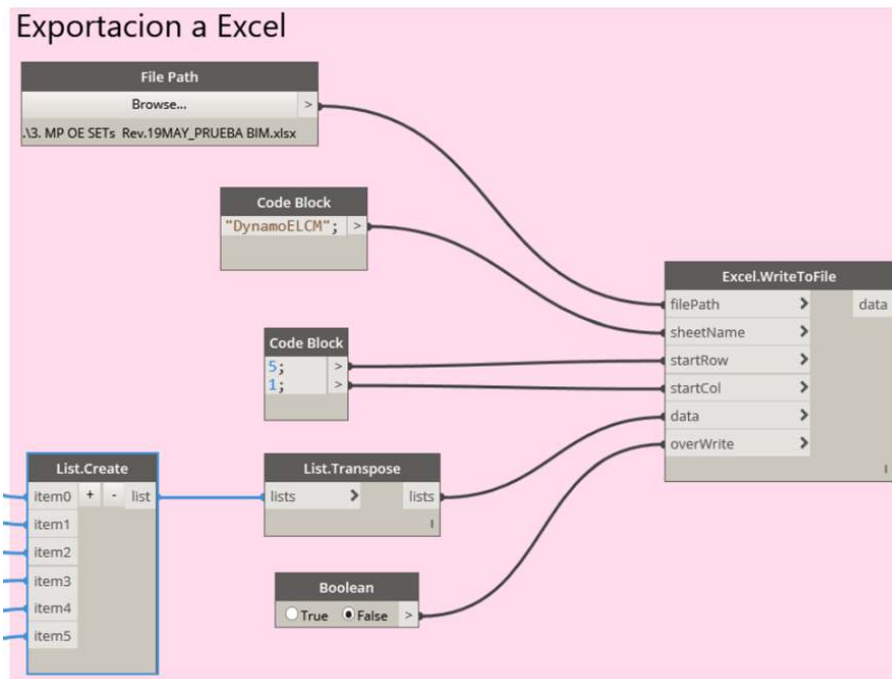 Exportacion a Excel
File Path
Browse...
>
.\3. MP OE SETs Rev.19MAY_PRUEBA BIM.xlsx
Code Block
"DynamoELCM"; >
Code Block
5; >
1; >
Excel.WriteToFile
filePath > data
sheetName >
startRow >
startCol >
data >
overWrite >
List.Create
item0 + - list
item1
item2
item3
item4
item5
List.Transpose
lists > lists
Boolean
True False >